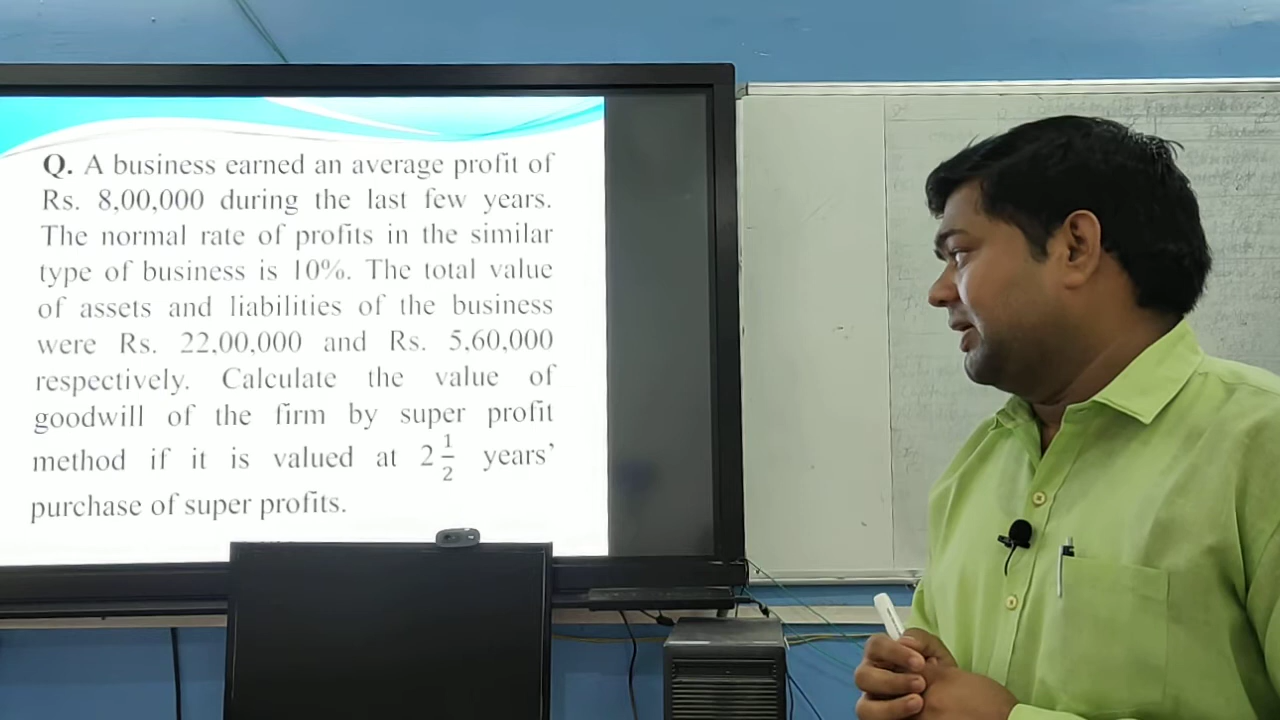 Q. A business earned an average profit of
Rs. 8,00,000 during the last few years.
The normal rate of profits in the similar
type of business is 10%. The total value
of assets and liabilities of the business
were Rs. 22,00,000 and Rs. 5,60,000
respectively. Calculate the value of
goodwill of the firm by super profit
method if it is valued at 2 1/2 years’
purchase of super profits.